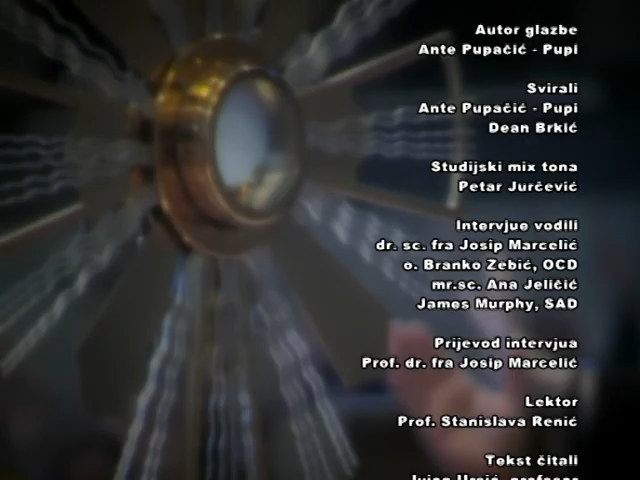 Autor glazbe
Ante Pupačić - Pupi
Svirali
Ante Pupačić - Pupi
Dean Brkić
Studijski mix tona
Petar Jurčević
Intervjue vodili
dr. sc. fra Josip Marcelić
o. Branko Zebić, OCD
mr.sc. Ana Jeličić
James Murphy, SAD
Prijevod intervjua
Prof. dr. fra Josip Marcelić
Lektor
Prof. Stanislava Renić
Tekst čitali